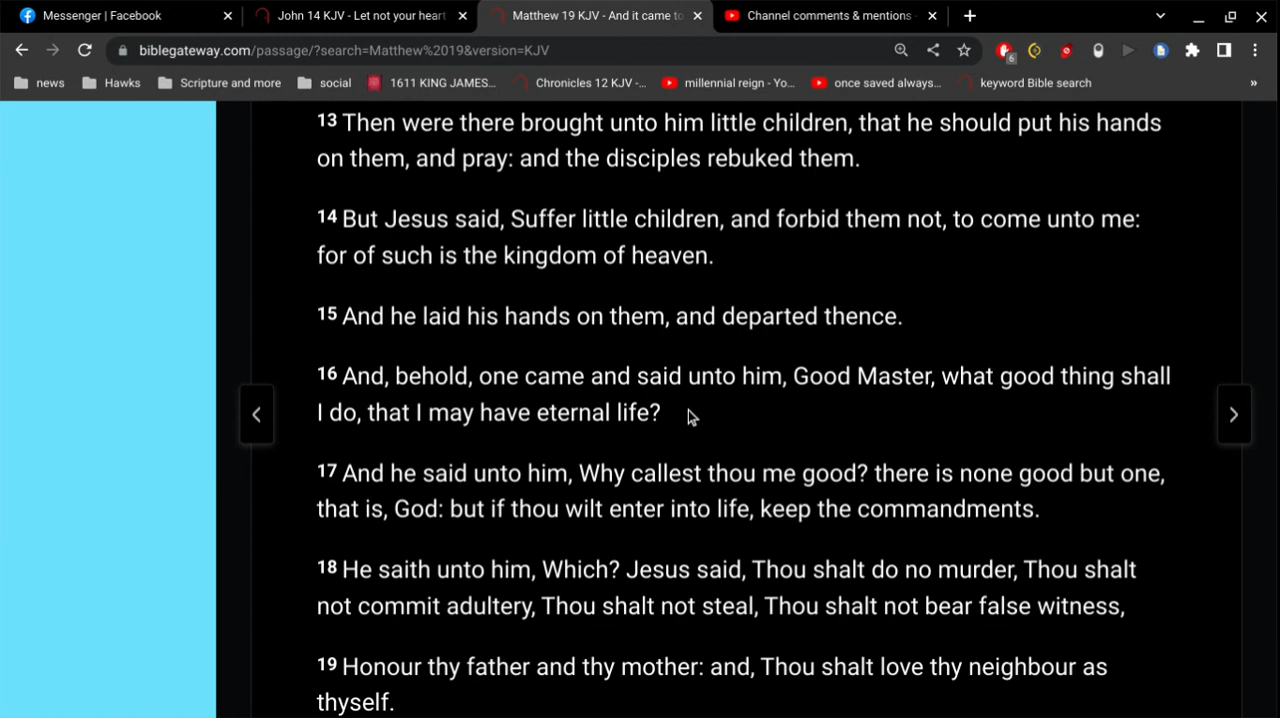 Messenger | Facebook
John 14 KJV - Let not your heart
Matthew 19 KJV - And it came to
Channel comments & mentions -
biblegateway.com/passage/?search=Matthew%2019&version=KJV
6
news
Hawks
Scripture and more
social
1611 KING JAMES...
Chronicles 12 KJV -...
millennial reign - Yo...
once saved always...
keyword Bible search
»
13 Then were there brought unto him little children, that he should put his hands
on them, and pray: and the disciples rebuked them.
14 But Jesus said, Suffer little children, and forbid them not, to come unto me:
for of such is the kingdom of heaven.
15 And he laid his hands on them, and departed thence.
16 And, behold, one came and said unto him, Good Master, what good thing shall
I do, that I may have eternal life?
17 And he said unto him, Why callest thou me good? there is none good but one,
that is, God: but if thou wilt enter into life, keep the commandments.
18 He saith unto him, Which? Jesus said, Thou shalt do no murder, Thou shalt
not commit adultery, Thou shalt not steal, Thou shalt not bear false witness,
19 Honour thy father and thy mother: and, Thou shalt love thy neighbour as
thyself.